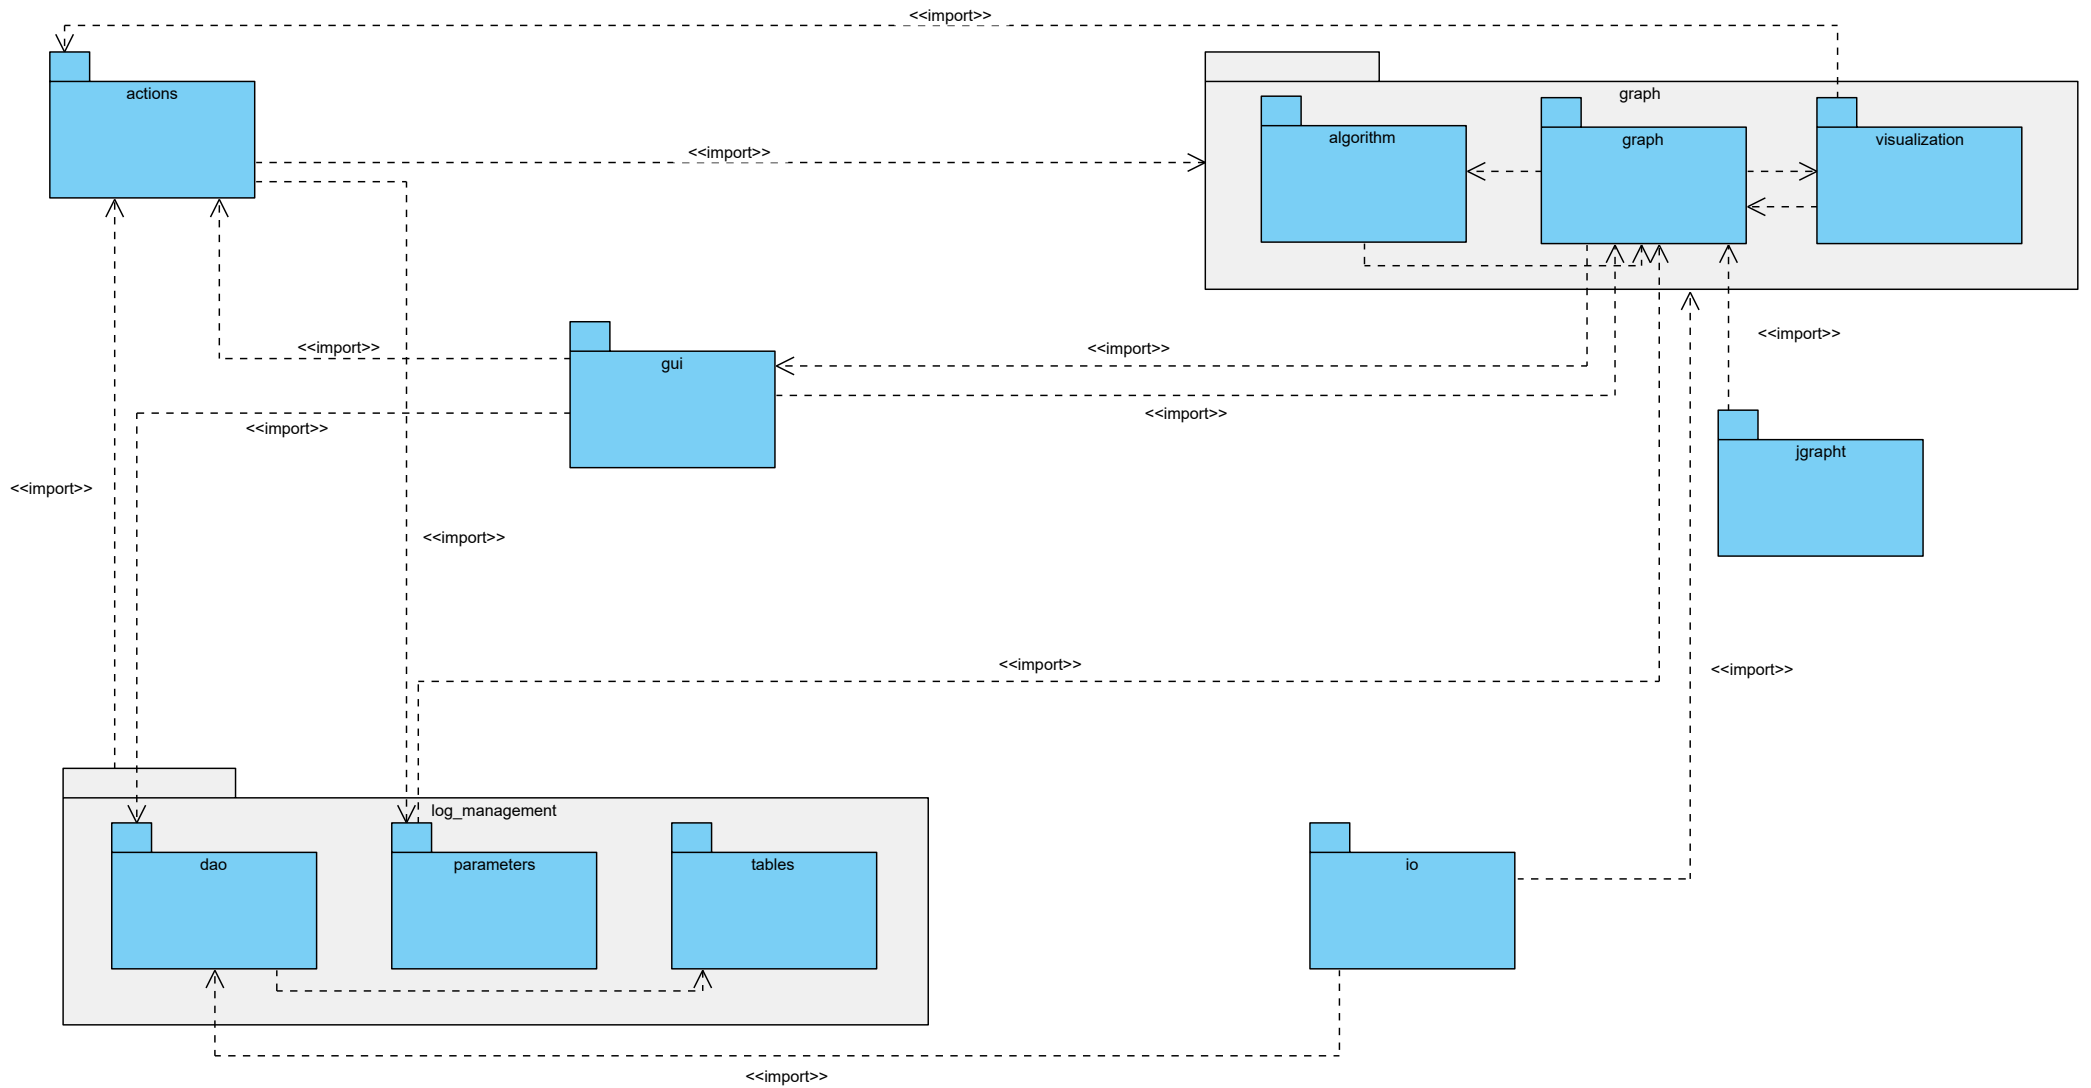 <<import>>
actions
graph
algorithm
graph
visualization
<<import>>
<<import>>
<<import>>
<<import>>
gui
<<import>>
<<import>>
jgrapht
<<import>>
<<import>>
<<import>>
<<import>>
log_management
dao
parameters
tables
io
<<import>>